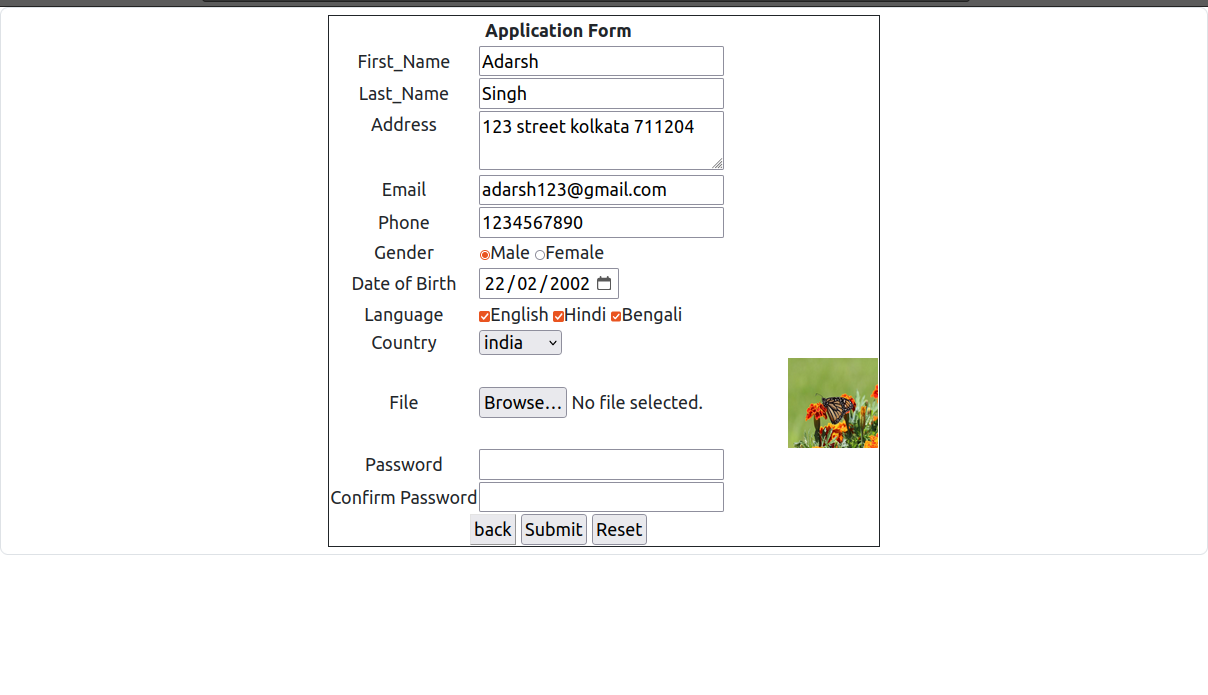 Application Form
First_Name Adarsh
Last_Name Singh
Address 123 street kolkata 711204
Email adarsh123@gmail.com
Phone 1234567890
Gender Male Female
Date of Birth 22/02/2002
Language English Hindi Bengali
Country india
File Browse... No file selected.
Password
Confirm Password
back Submit Reset